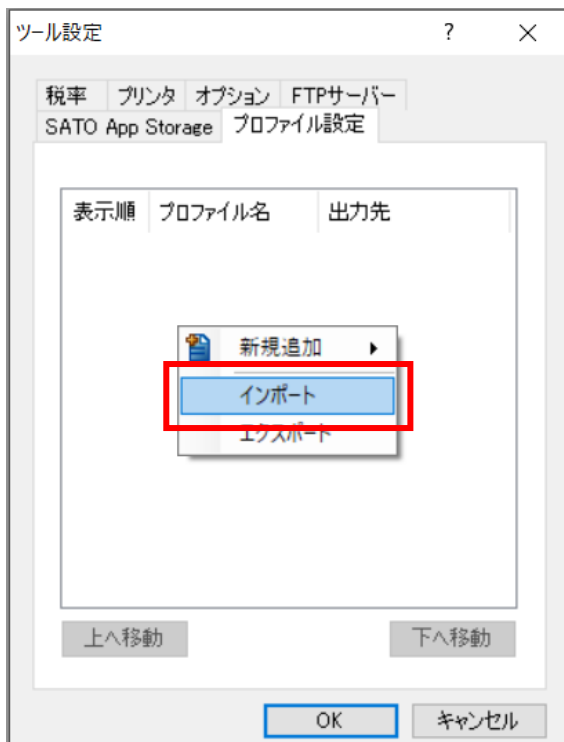 ツール設定 ?
税率 プリンタ オプション FTPサーバー
SATO App Storage プロファイル設定
表示順 プロファイル名 出力先
新規追加
インポート
エクスポート
上へ移動 下へ移動
OK キャンセル